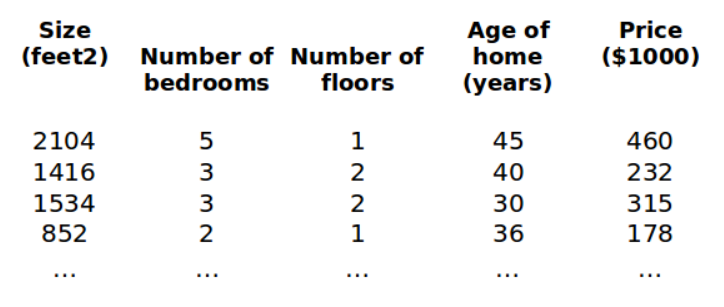 Size Age of Price
(feet2) Number of Number of home ($1000)
bedrooms floors (years)
2104 5 1 45 460
1416 3 2 40 232
1534 3 2 30 315
852 2 1 36 178
... ... ... ... ...